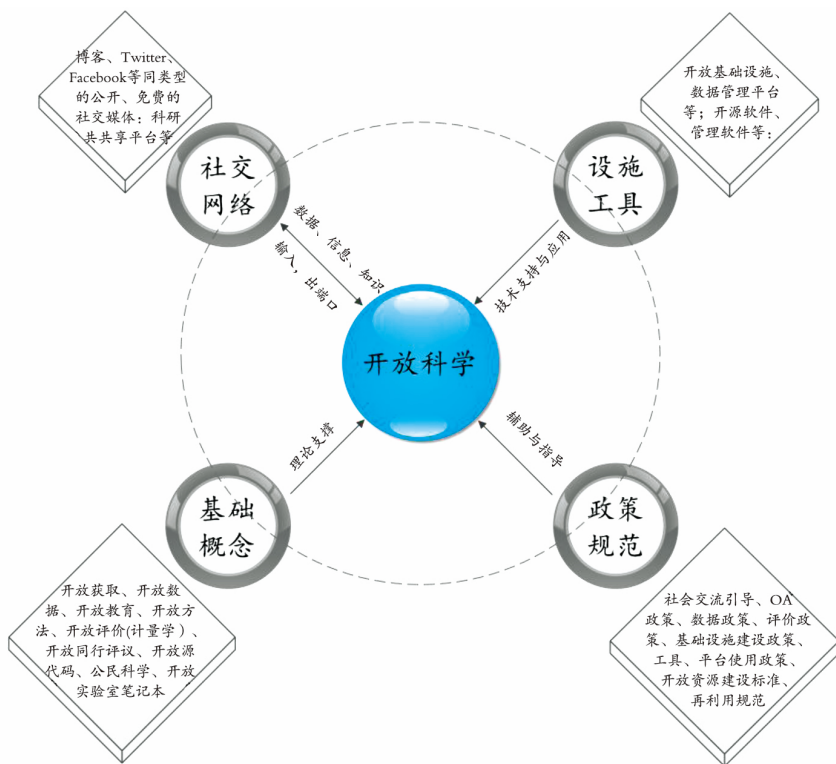 博客、Twitter、
Facebook等同类型
的公开、免费的
社交媒体：科研
共共享平台等
开放基础设施、
数据管理平台
等；开源软件、
管理软件等：
社交
网络
设施
工具
数据、信息、知识
输入，出端口
技术支持与应用
开放科学
理论支撑
辅助与指导
基础
概念
政策
规范
开放获取、开放数
据、开放教育、开放方
法、开放评价(计量学）、
开放同行评议、开放源
代码、公民科学、开放
实验室笔记本
社会交流引导、OA
政策、数据政策、评价政
策、基础设施建设政策、
工具、平台使用政策、
开放资源建设标准、
再利用规范